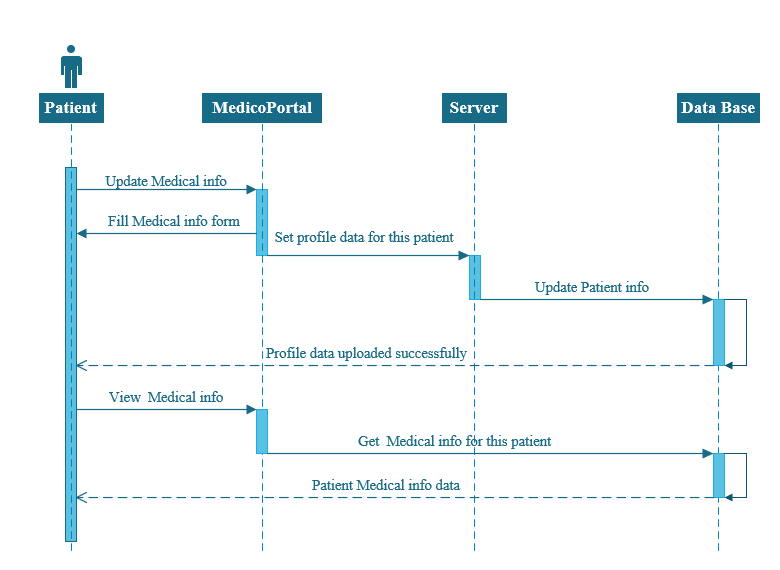 Patient
MedicoPortal
Server
Data Base
Update Medical info
Fill Medical info form
Set profile data for this patient
Update Patient info
Profile data uploaded successfully
View Medical info
Get Medical info for this patient
Patient Medical info data